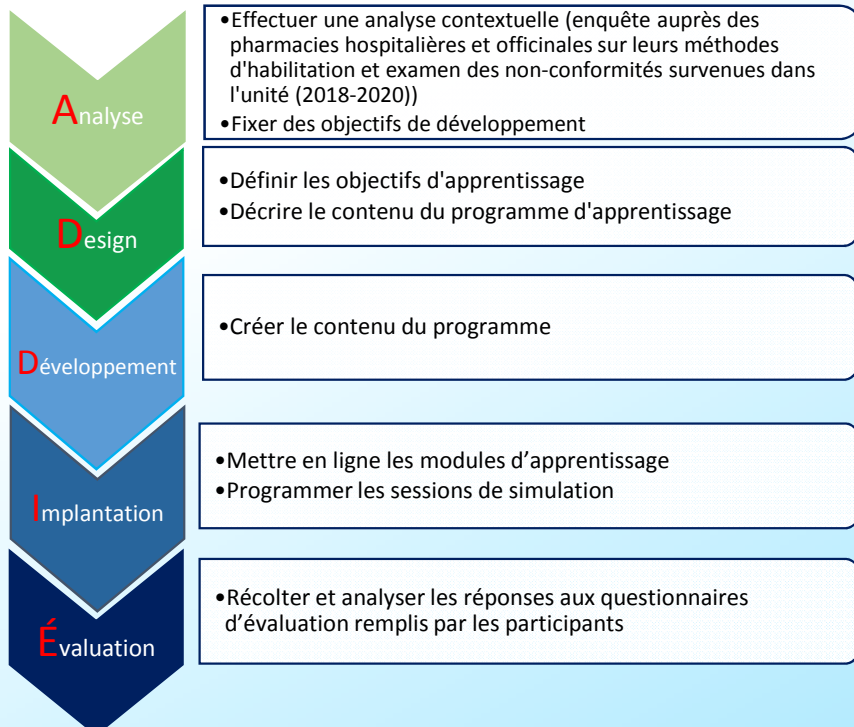 Analyse
•Effectuer une analyse contextuelle (enquête auprès des
pharmacies hospitalières et officinales sur leurs méthodes
d'habilitation et examen des non-conformités survenues dans
l'unité (2018-2020))
•Fixer des objectifs de développement
Design
•Définir les objectifs d'apprentissage
•Décrire le contenu du programme d'apprentissage
Développement
•Créer le contenu du programme
Implantation
•Mettre en ligne les modules d’apprentissage
•Programmer les sessions de simulation
Évaluation
•Récolter et analyser les réponses aux questionnaires
d’évaluation remplis par les participants